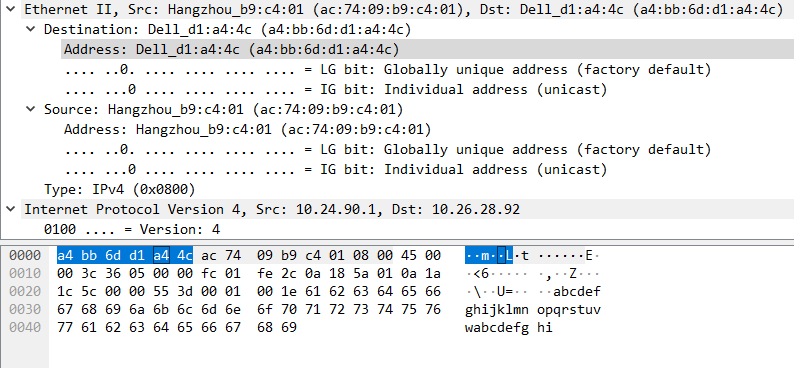 Ethernet II, Src: Hangzhou_b9:c4:01 (ac:74:09:b9:c4:01), Dst: Dell_d1:a4:4c (a4:bb:6d:d1:a4:4c)
Destination: Dell_d1:a4:4c (a4:bb:6d:d1:a4:4c)
Address: Dell_d1:a4:4c (a4:bb:6d:d1:a4:4c)
.... ..0. .... .... .... .... = LG bit: Globally unique address (factory default)
.... ...0 .... .... .... .... = IG bit: Individual address (unicast)
Source: Hangzhou_b9:c4:01 (ac:74:09:b9:c4:01)
Address: Hangzhou_b9:c4:01 (ac:74:09:b9:c4:01)
.... ..0. .... .... .... .... = LG bit: Globally unique address (factory default)
.... ...0 .... .... .... .... = IG bit: Individual address (unicast)
Type: IPv4 (0x0800)
Internet Protocol Version 4, Src: 10.24.90.1, Dst: 10.26.28.92
0100 .... = Version: 4
0000 a4 bb 6d d1 a4 4c ac 74 09 b9 c4 01 08 00 45 00 ··m··L·t ······E·
0010 00 3c 36 05 00 00 fc 01 fe 2c 0a 18 5a 01 0a 1a ·<6····· ·,··Z···
0020 1c 5c 00 00 55 3d 00 01 00 1e 61 62 63 64 65 66 ·\··U=·· ··abcdef
0030 67 68 69 6a 6b 6c 6d 6e 6f 70 71 72 73 74 75 76 ghijklmn opqrstuv
0040 77 61 62 63 64 65 66 67 68 69 wabcdefg hi